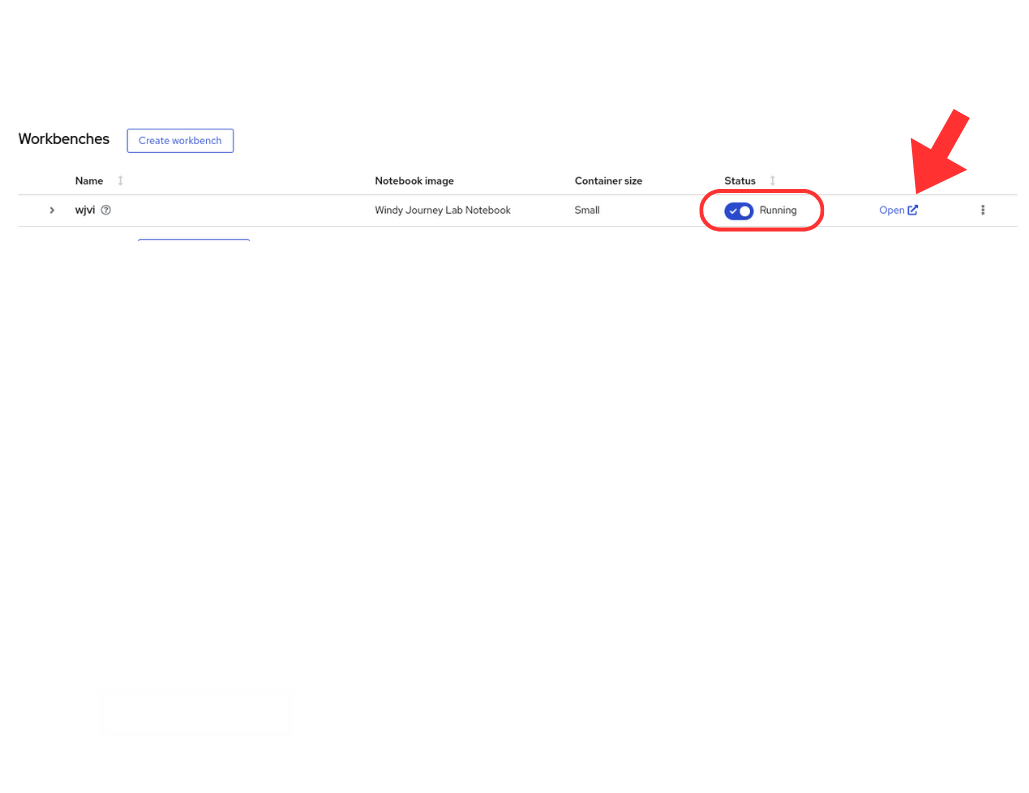 Workbenches Create workbench
Name Notebook image Container size Status
wjvi Windy Journey Lab Notebook Small Running Open